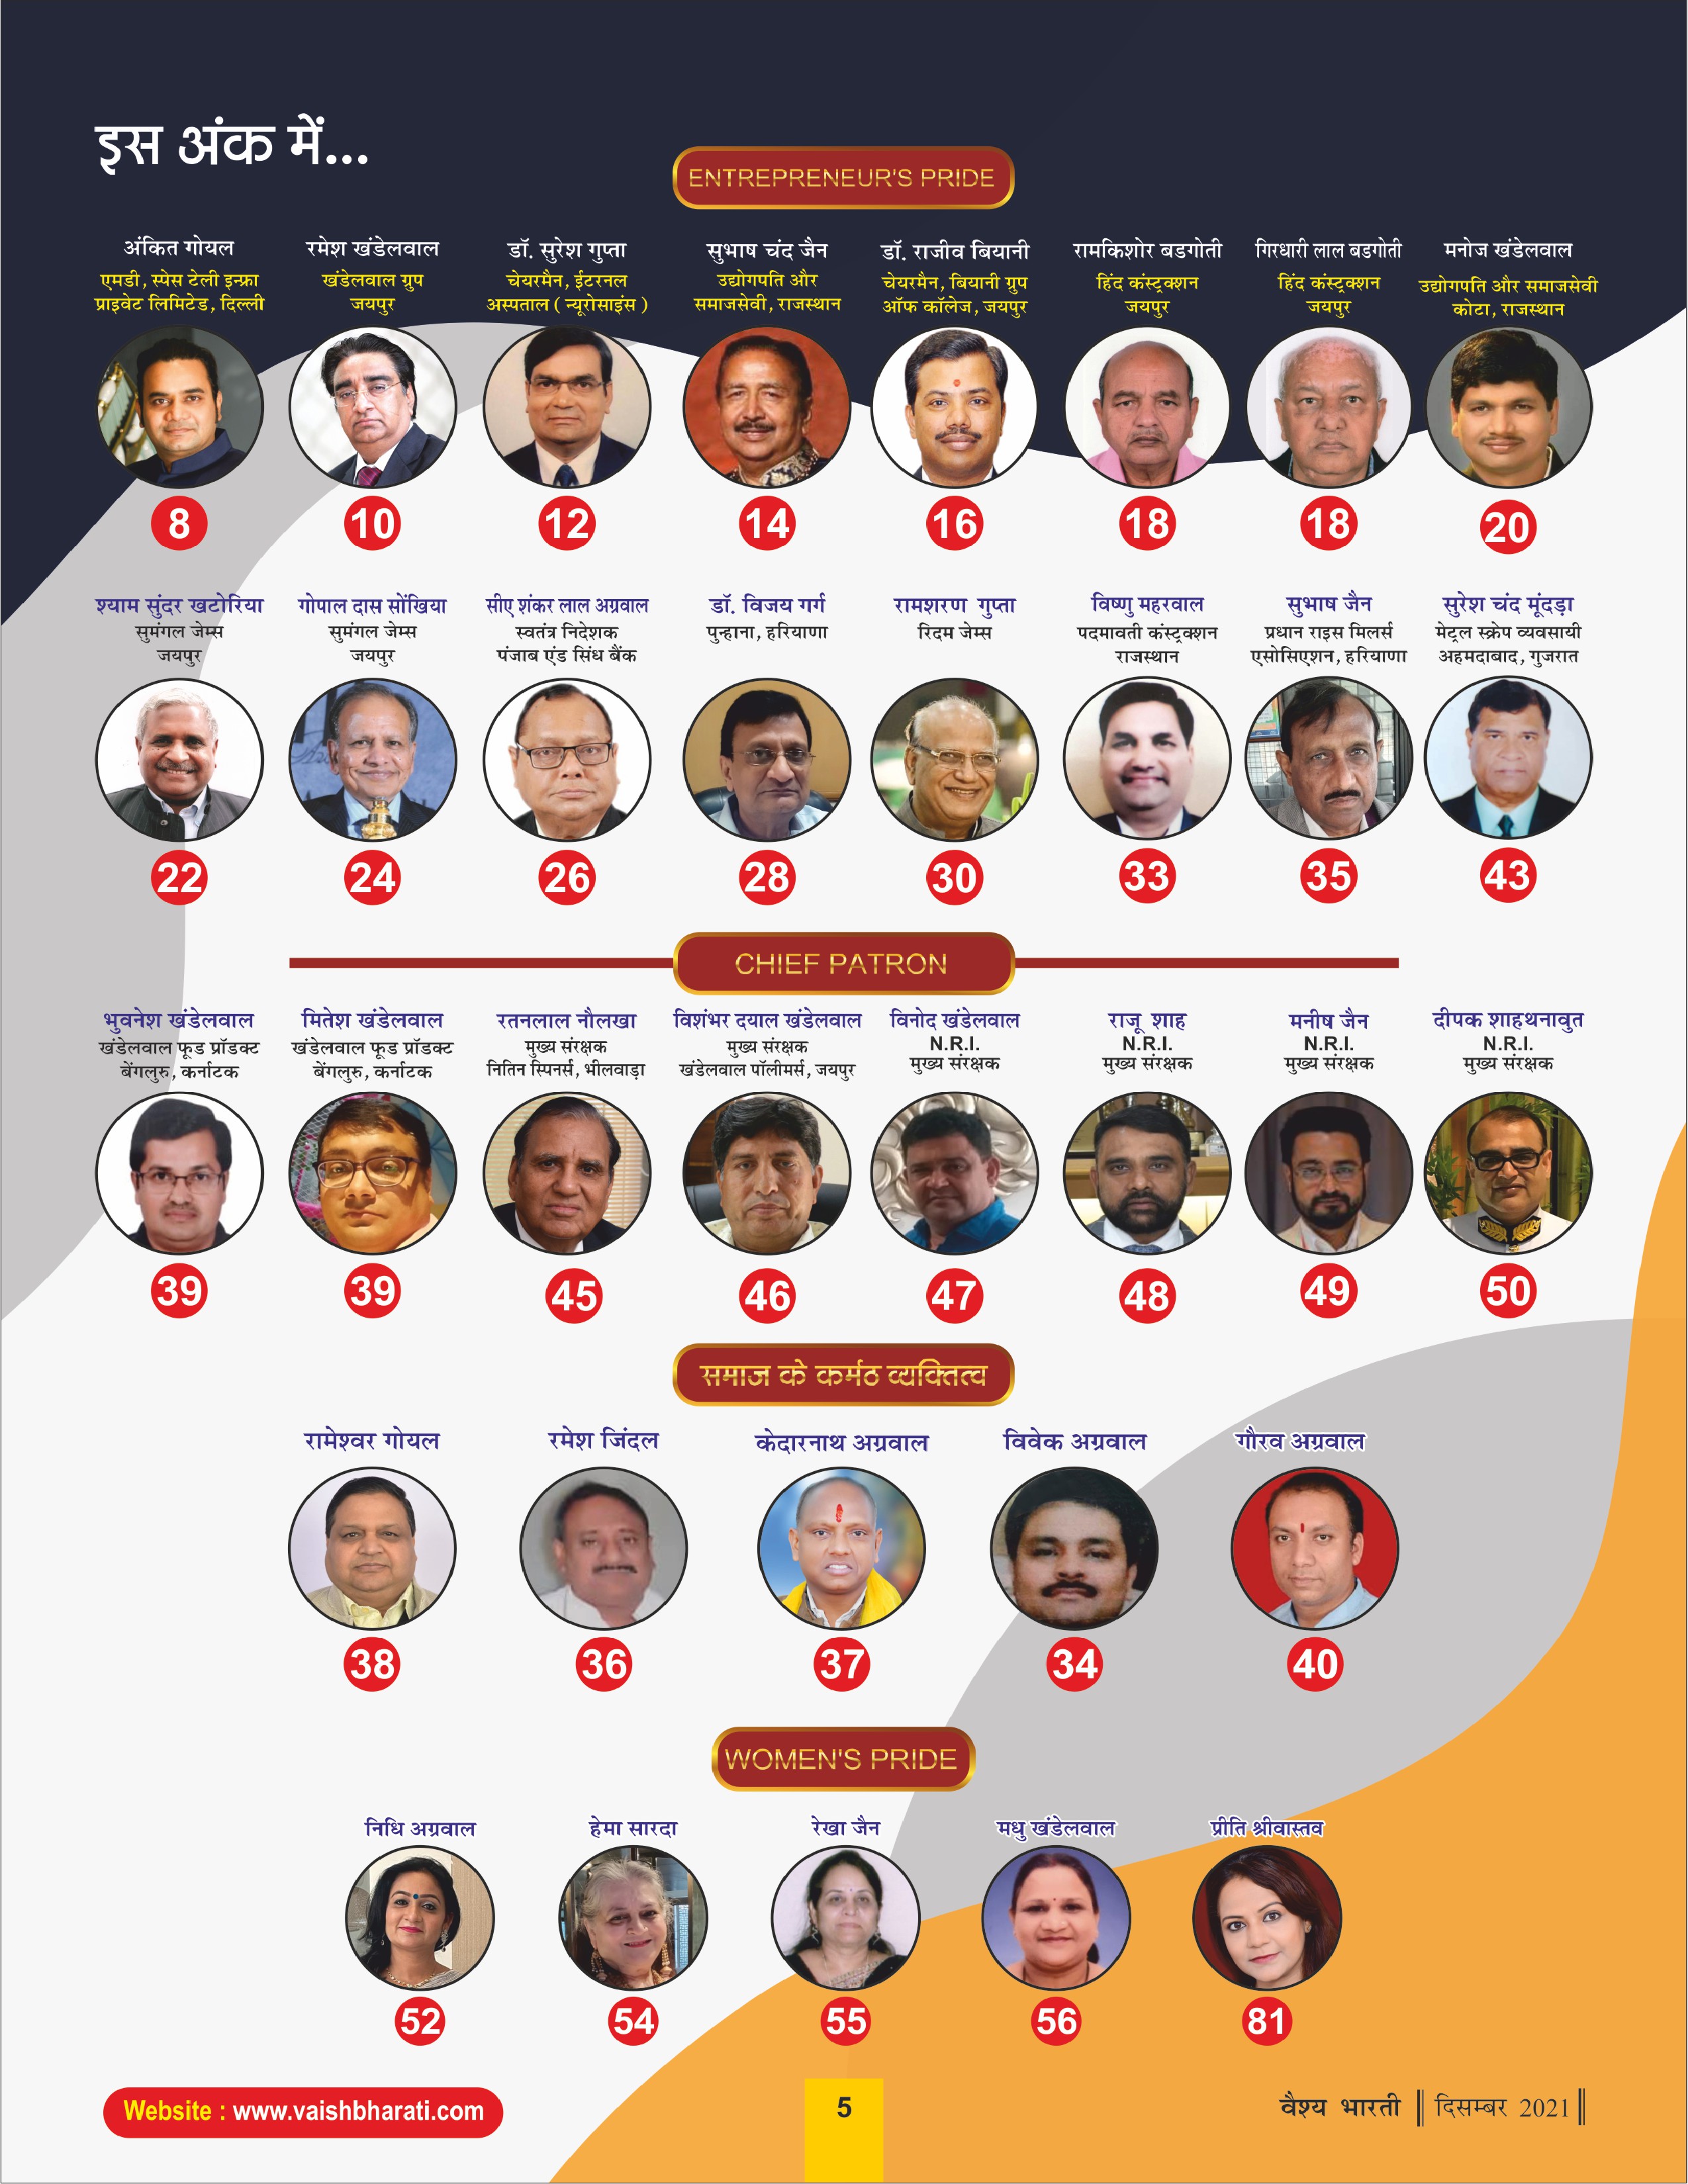 इस अंक में...
ENTREPRENEUR'S PRIDE
अंकित गोयल
एमडी, स्पेस टेली इन्फ्रा
प्राइवेट लिमिटेड, दिल्ली
8
रमेश खंडेलवाल
खंडेलवाल ग्रुप
जयपुर
10
डॉ. सुरेश गुप्ता
चेयरमैन, ईटरनल
अस्पताल ( न्यूरोसाइंस )
12
सुभाष चंद जैन
उद्योगपति और
समाजसेवी, राजस्थान
14
डॉ. राजीव बियानी
चेयरमैन, बियानी ग्रुप
ऑफ कॉलेज, जयपुर
16
रामकिशोर बडगोती
हिंद कंस्ट्रक्शन
जयपुर
18
गिरधारी लाल बडगोती
हिंद कंस्ट्रक्शन
जयपुर
18
मनोज खंडेलवाल
उद्योगपति और समाजसेवी
कोटा, राजस्थान
20
श्याम सुंदर खटोरिया
सुमंगल जेम्स
जयपुर
22
गोपाल दास सोंखिया
सुमंगल जेम्स
जयपुर
24
सीए शंकर लाल अग्रवाल
स्वतंत्र निदेशक
पंजाब एंड सिंध बैंक
26
डॉ. विजय गर्ग
पुन्हाना, हरियाणा
28
रामशरण गुप्ता
रिदम जेम्स
30
विष्णु महरवाल
पदमावती कंस्ट्रक्शन
राजस्थान
33
सुभाष जैन
प्रधान राइस मिलर्स
एसोसिएशन, हरियाणा
35
सुरेश चंद मूंदड़ा
मेट्रल स्क्रेप व्यवसायी
अहमदाबाद, गुजरात
43
CHIEF PATRON
भुवनेश खंडेलवाल
खंडेलवाल फूड प्रॉडक्ट
बेंगलुरु, कर्नाटक
39
मितेश खंडेलवाल
खंडेलवाल फूड प्रॉडक्ट
बेंगलुरु, कर्नाटक
39
रतनलाल नौलखा
मुख्य संरक्षक
नितिन स्पिनर्स, भीलवाड़ा
45
विशंभर दयाल खंडेलवाल
मुख्य संरक्षक
खंडेलवाल पॉलीमर्स, जयपुर
46
विनोद खंडेलवाल
N.R.I.
मुख्य संरक्षक
47
राजू शाह
N.R.I.
मुख्य संरक्षक
48
मनीष जैन
N.R.I.
मुख्य संरक्षक
49
दीपक शाहथनावुत
N.R.I.
मुख्य संरक्षक
50
समाज के कर्मठ व्यक्तित्व
रामेश्वर गोयल
38
रमेश जिंदल
36
केदारनाथ अग्रवाल
37
विवेक अग्रवाल
34
गौरव अग्रवाल
40
WOMEN'S PRIDE
निधि अग्रवाल
52
हेमा सारदा
54
रेखा जैन
55
मधु खंडेलवाल
56
प्रीति श्रीवास्तव
81
Website : www.vaishbharati.com
5
वैश्य भारती || दिसम्बर 2021 ||